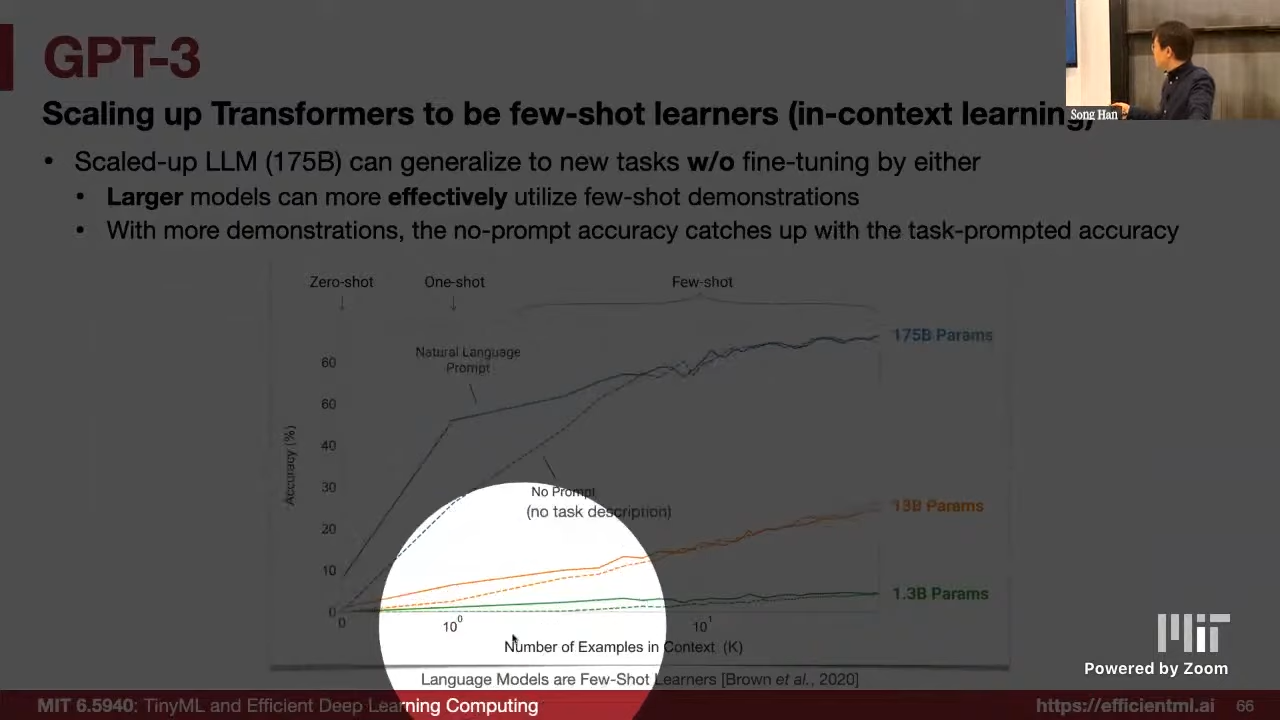 GPT-3
Song Han
Scaling up Transformers to be few-shot learners (in-context learning)
• Scaled-up LLM (175B) can generalize to new tasks w/o fine-tuning by either
• Larger models can more effectively utilize few-shot demonstrations
• With more demonstrations, the no-prompt accuracy catches up with the task-prompted accuracy
Zero-shot One-shot Few-shot
175B Params
Natural Language
Prompt
60
60
40
30
20
10
0
Accuracy (%)
No Prompt
(no task description)
13B Params
1.3B Params
0 10^0 10^1
Number of Examples in Context (K)
MIT
Powered by Zoom
Language Models are Few-Shot Learners [Brown et al., 2020]
MIT 6.5940: TinyML and Efficient Deep Learning Computing https://efficientml.ai 66